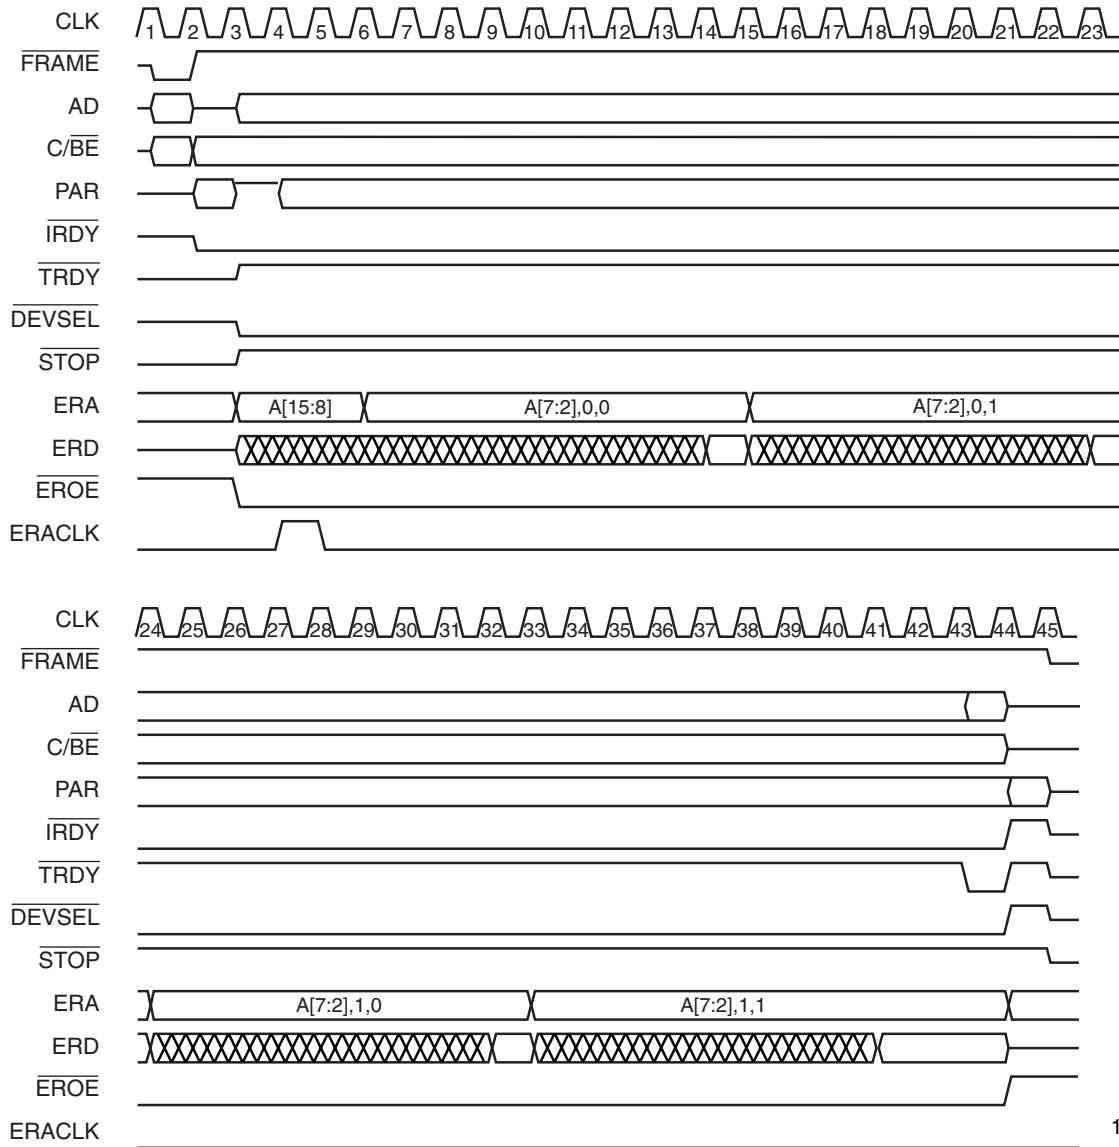 CLK 1 2 3 4 5 6 7 8 9 10 11 12 13 14 15 16 17 18 19 20 21 22 23
FRAME
AD
C/BE
PAR
IRDY
TRDY
DEVSEL
STOP
ERA A[15:8] A[7:2],0,0 A[7:2],0,1
ERD
EROE
ERACLK
CLK 24 25 26 27 28 29 30 31 32 33 34 35 36 37 38 39 40 41 42 43 44 45
FRAME
AD
C/BE
PAR
IRDY
TRDY
DEVSEL
STOP
ERA A[7:2],1,0 A[7:2],1,1
ERD
EROE
ERACLK
1